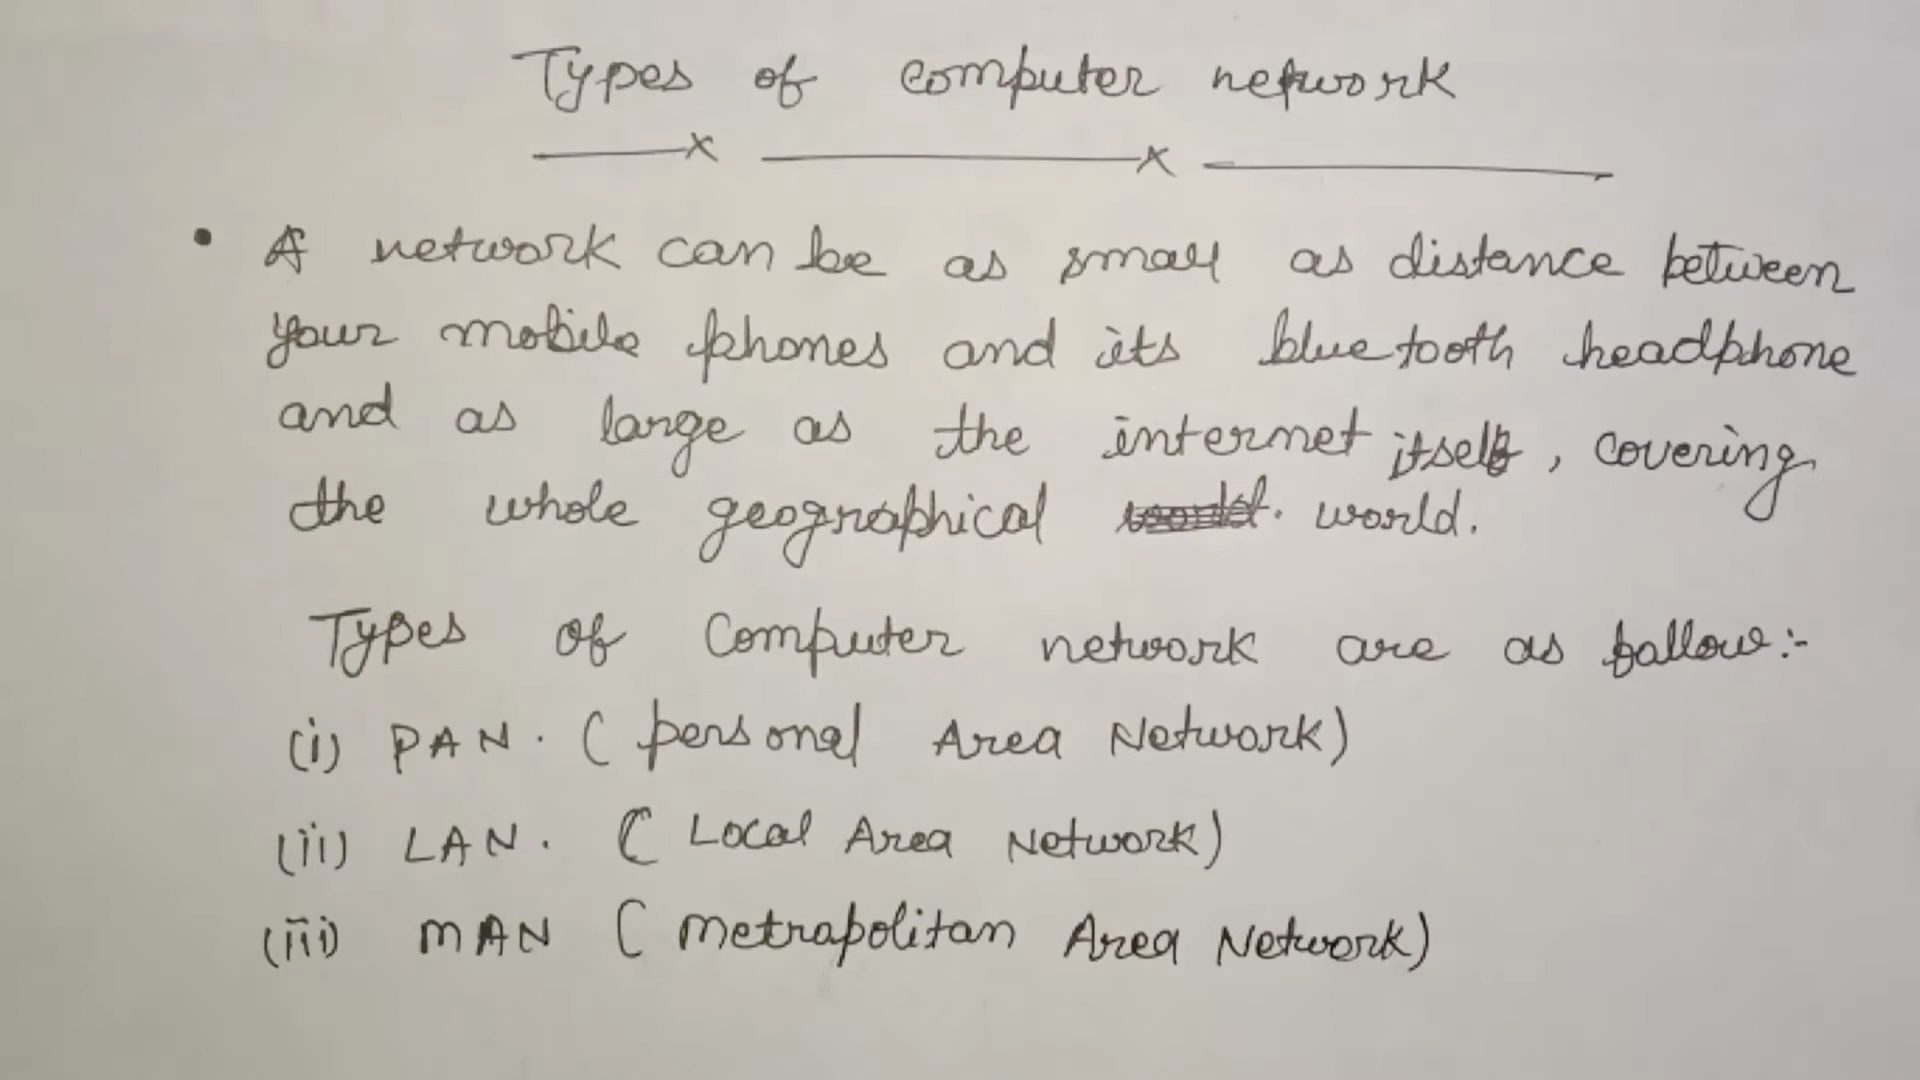 Types of computer network
• A network can be as small as distance between
your mobile phones and its bluetooth headphone
and as large as the internet itself, covering
the whole geographical world.
Types of Computer network are as fallow:-
(i) PAN. (personal Area Network)
(ii) LAN. (Local Area Network)
(iii) MAN (Metrapolitan Area Network)